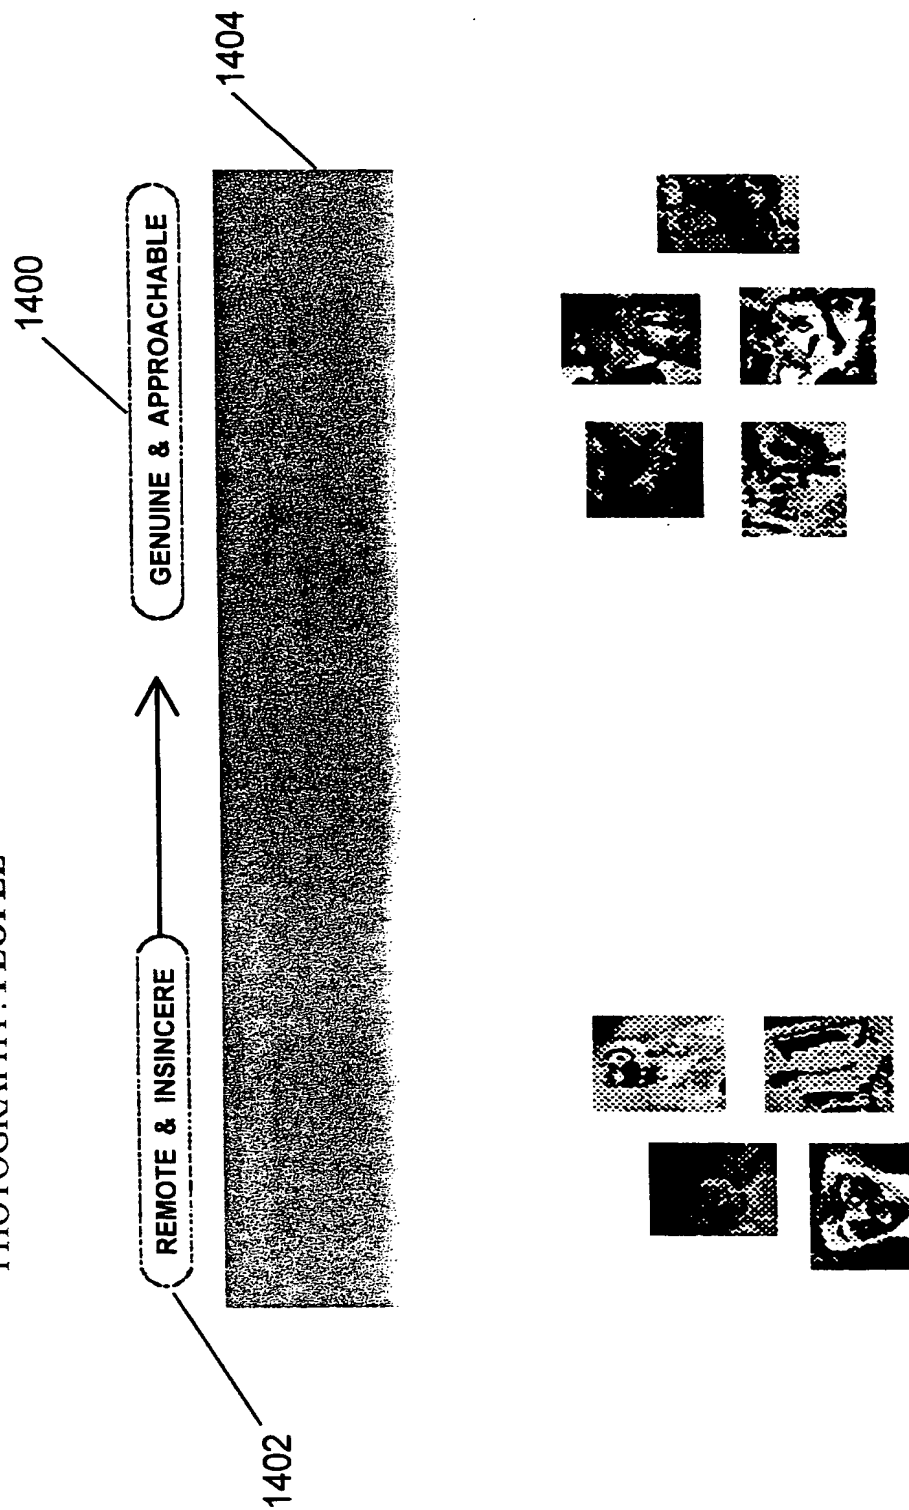 PHOTOGRAPHY: PEOPLE
1400
REMOTE & INSINCERE
GENUINE & APPROACHABLE
1402
1404